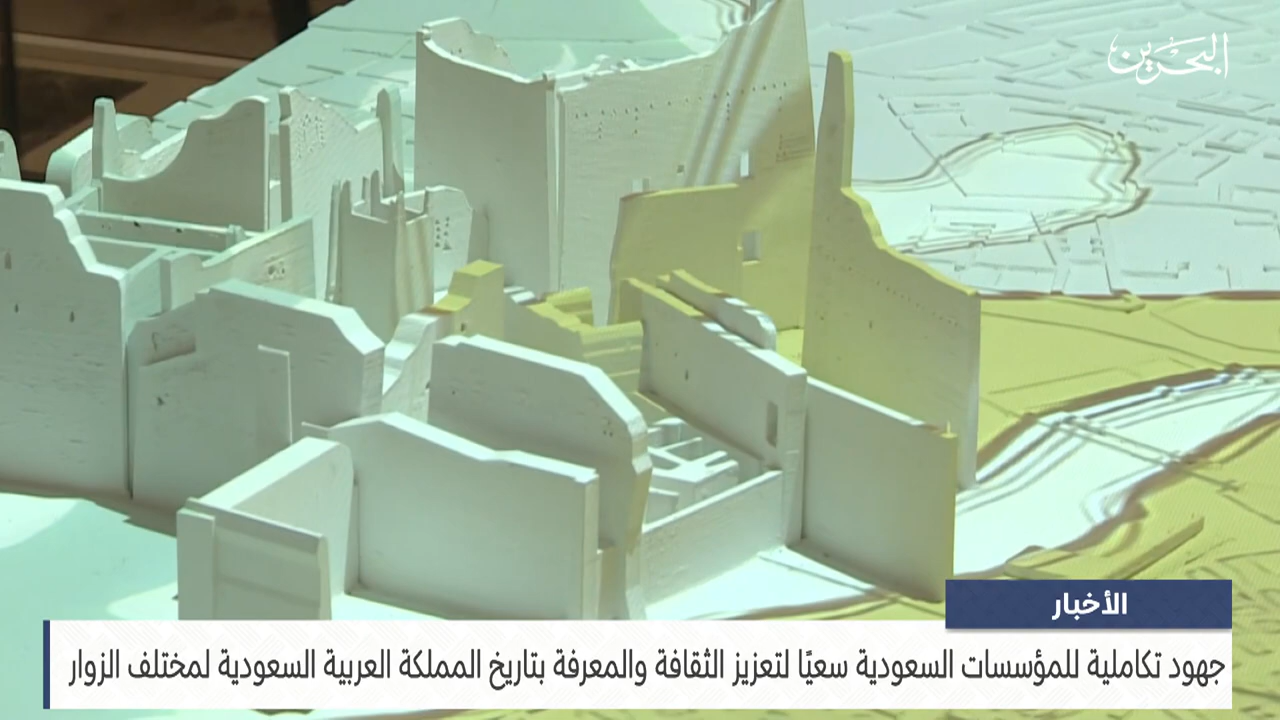 البحرين
الأخبار
جهود تكاملية للمؤسسات السعودية سعيًا لتعزيز الثقافة والمعرفة بتاريخ المملكة العربية السعودية لمختلف الزوار